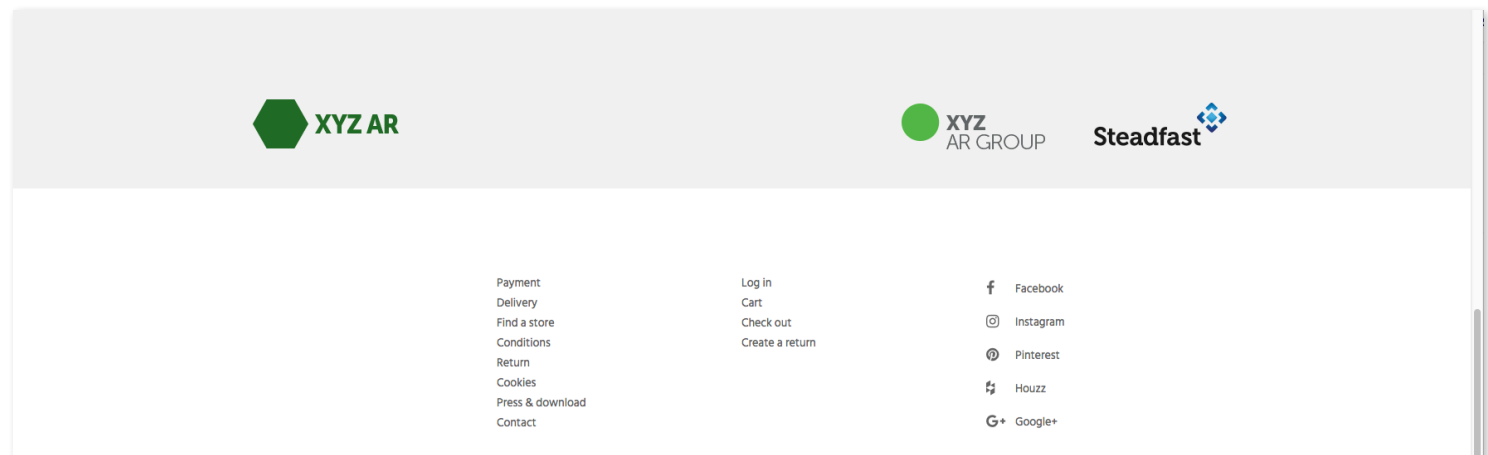 XYZ AR
XYZ
AR GROUP
Steadfast
Payment
Delivery
Find a store
Conditions
Return
Cookies
Press & download
Contact
Log in
Cart
Check out
Create a return
Facebook
Instagram
Pinterest
Houzz
G+ Google+